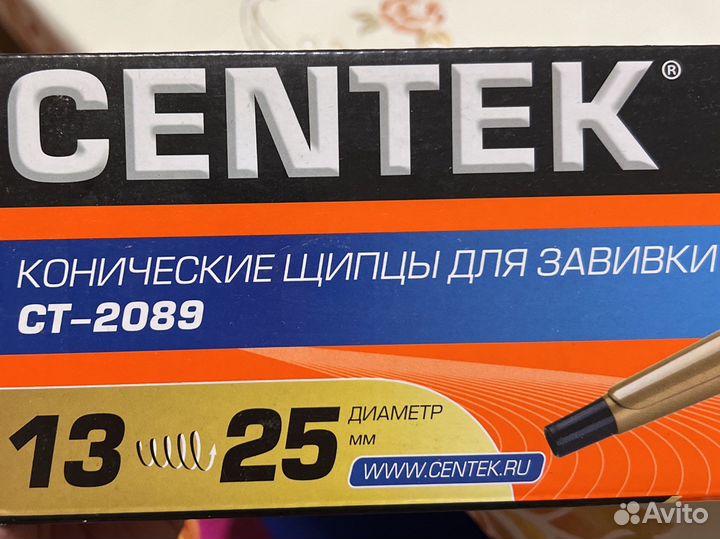 CENTEK®
КОНИЧЕСКИЕ ЩИПЦЫ ДЛЯ ЗАВИВКИ
CT-2089
13 25 ДИАМЕТР
мм
WWW.CENTEK.RU
Avito